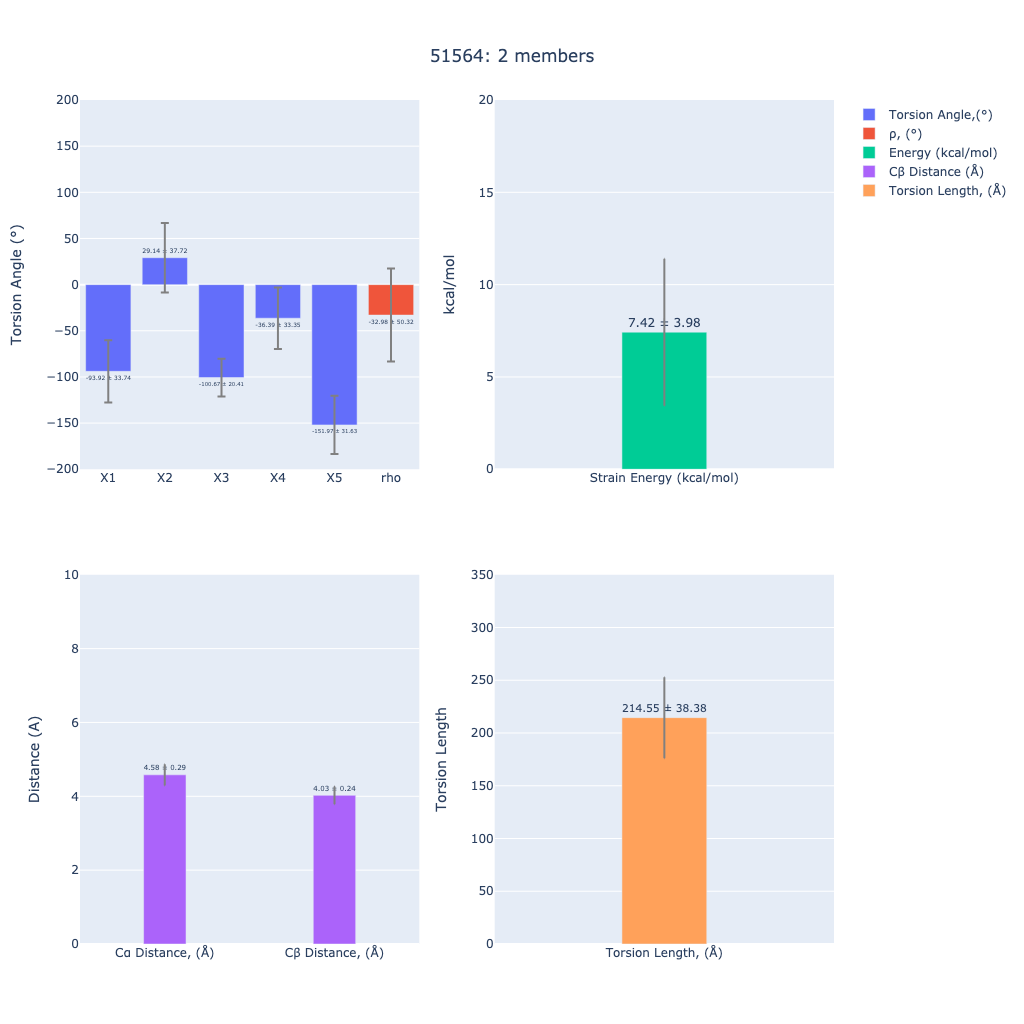 51564: 2 members
200
150
100
50
0
−50
−100
−150
−200
Torsion Angle (°)
29.14 ± 37.72
-93.92 ± 33.74
-100.67 ± 20.41
-36.39 ± 33.35
-151.97 ± 31.63
-32.98 ± 50.32
X1 X2 X3 X4 X5 rho
20
15
10
5
0
kcal/mol
7.42 ± 3.98
Strain Energy (kcal/mol)
Torsion Angle,(°)
ρ, (°)
Energy (kcal/mol)
Cβ Distance (Å)
Torsion Length, (Å)
10
8
6
4
2
0
Distance (A)
4.58 ± 0.29
4.03 ± 0.24
Cα Distance, (Å) Cβ Distance, (Å)
350
300
250
200
150
100
50
0
Torsion Length
214.55 ± 38.38
Torsion Length, (Å)